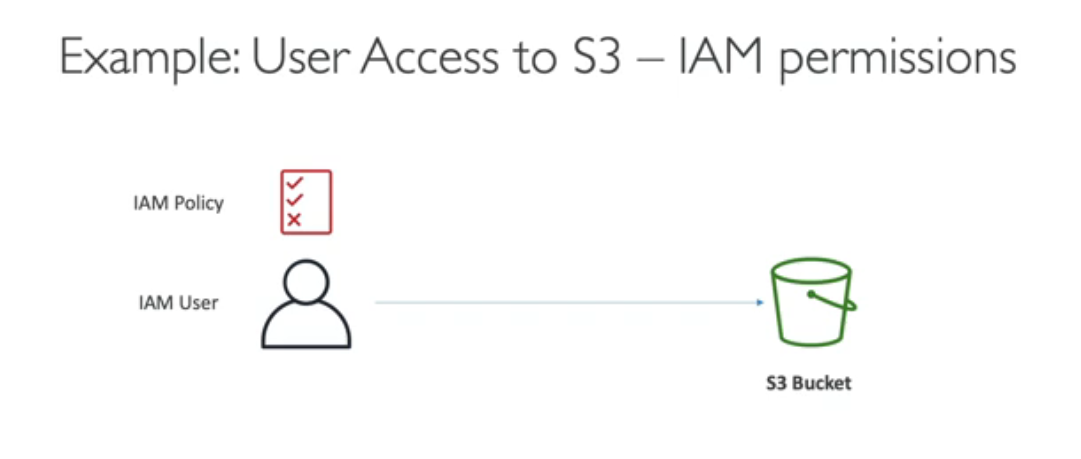 Example: User Access to S3 – IAM permissions
IAM Policy
IAM User
S3 Bucket